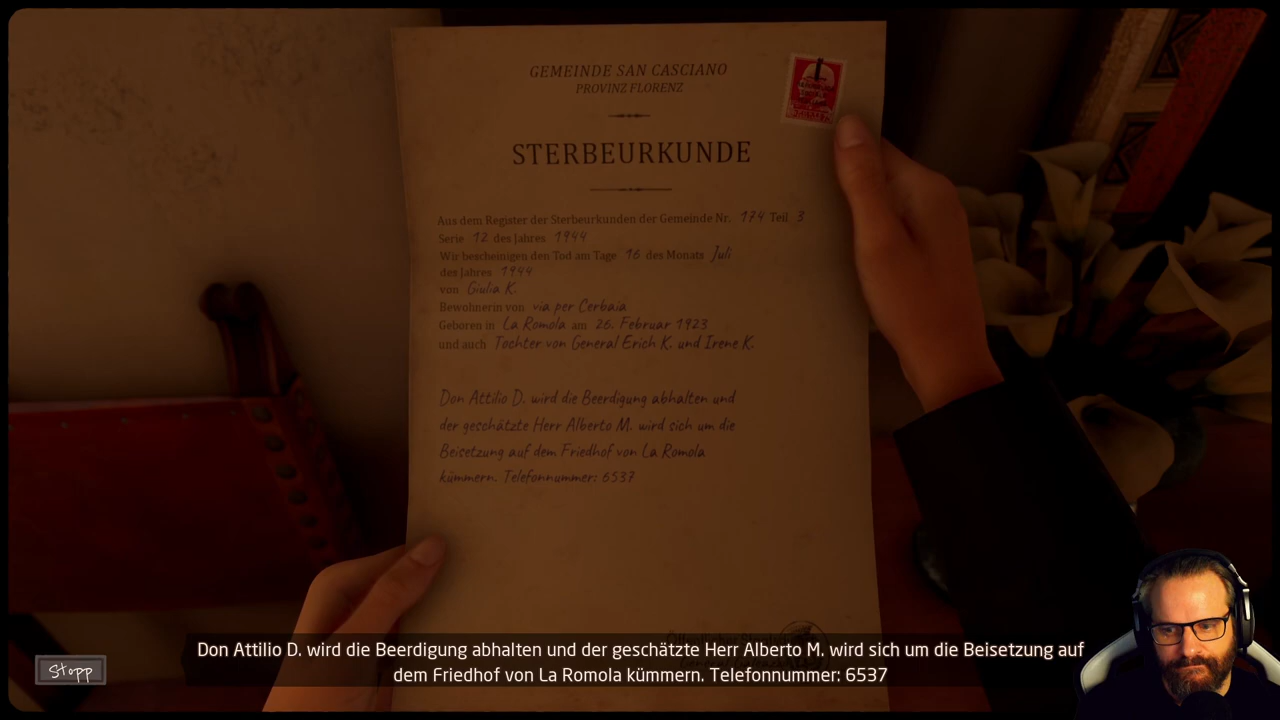 GEMEINDE SAN CASCIANO
PROVINZ FLORENZ
STERBEURKUNDE
Aus dem Register der Sterbeurkunden der Gemeinde Nr. 174 Teil 3
Serie 12 des Jahres 1944
Wir bescheinigen den Tod am Tage 16 des Monats Juli
des Jahres 1944
von Giulia K.
Bewohnerin von via per Cerbaia
Geboren in La Romola am 26. Februar 1923
und auch Tochter von General Erich K. und Irene K.
Don Attilio D. wird die Beerdigung abhalten und
der geschätzte Herr Alberto M. wird sich um die
Beisetzung auf dem Friedhof von La Romola
kümmern. Telefonnummer: 6537
Stopp
Don Attilio D. wird die Beerdigung abhalten und der geschätzte Herr Alberto M. wird sich um die Beisetzung auf
dem Friedhof von La Romola kümmern. Telefonnummer: 6537